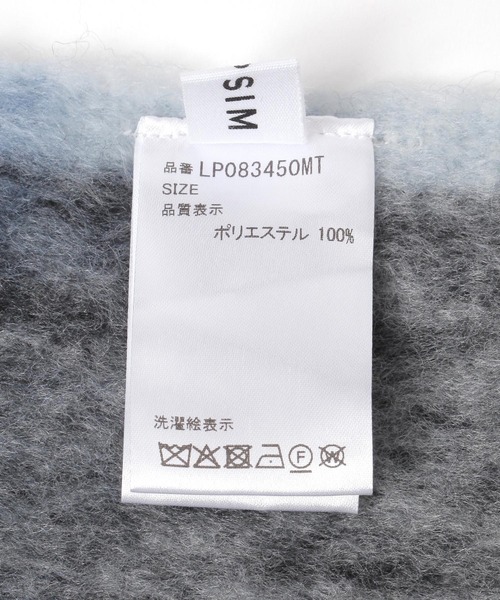 SIM
品番 LP083450MT
SIZE
品質表示
ポリエステル 100%
洗濯絵表示
F
W